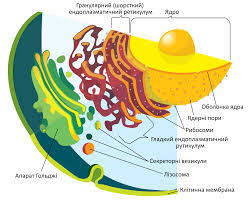 Гранулярний (шорсткий)
ендоплазматичний ретикулум
Ядро
Оболонка ядра
Ядерні пори
Рибосоми
Гладкий ендоплазматичний
рутикулум
Секреторні везикули
Лізосома
Апарат Гольджі
Клітинна мембрана